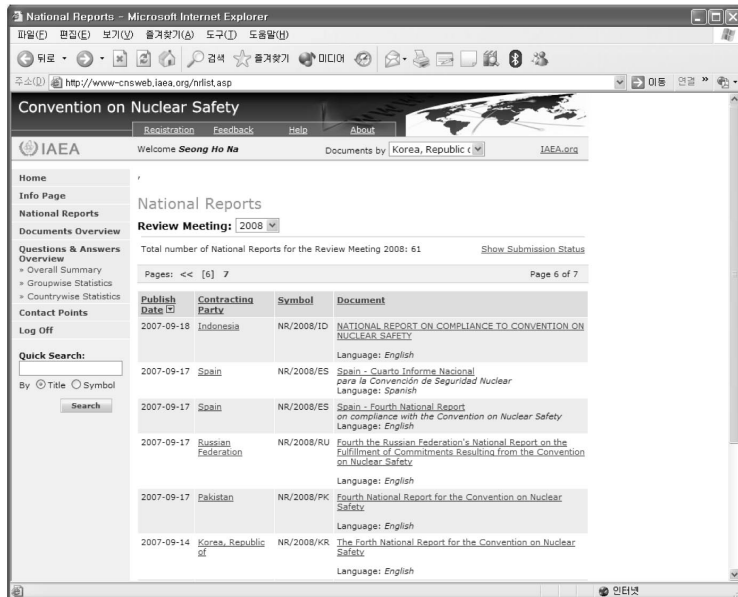 National Reports - Microsoft Internet Explorer
파일(F) 편집(E) 보기(V) 즐겨찾기(A) 도구(T) 도움말(H)
뒤로 검색 즐겨찾기 미디어
주소(D) http://www-cnsweb.iaea.org/nrlist.asp 이동 연결 »
Convention on Nuclear Safety
Registration Feedback Help About
IAEA Welcome Seong Ho Na Documents by Korea, Republic c IAEA.org
Home
Info Page
National Reports
Documents Overview
Questions & Answers
Overview
» Overall Summary
» Groupwise Statistics
» Countrywise Statistics
Contact Points
Log Off
Quick Search:
By Title Symbol
Search
,
National Reports
Review Meeting: 2008
Total number of National Reports for the Review Meeting 2008: 61 Show Submission Status
Pages: << [6] 7 Page 6 of 7
Publish Contracting Symbol Document
Date Party
2007-09-18 Indonesia NR/2008/ID NATIONAL REPORT ON COMPLIANCE TO CONVENTION ON
NUCLEAR SAFETY
Language: English
2007-09-17 Spain NR/2008/ES Spain - Cuarto Informe Nacional
para la Convención de Seguridad Nuclear
Language: Spanish
2007-09-17 Spain NR/2008/ES Spain - Fourth National Report
on compliance with the Convention on Nuclear Safety
Language: English
2007-09-17 Russian NR/2008/RU Fourth the Russian Federation's National Report on the
Federation Fulfillment of Commitments Resulting from the Convention
on Nuclear Safety
Language: English
2007-09-17 Pakistan NR/2008/PK Fourth National Report for the Convention on Nuclear
Safety
Language: English
2007-09-14 Korea, Republic NR/2008/KR The Forth National Report for the Convention on Nuclear
of Safety
Language: English
인터넷